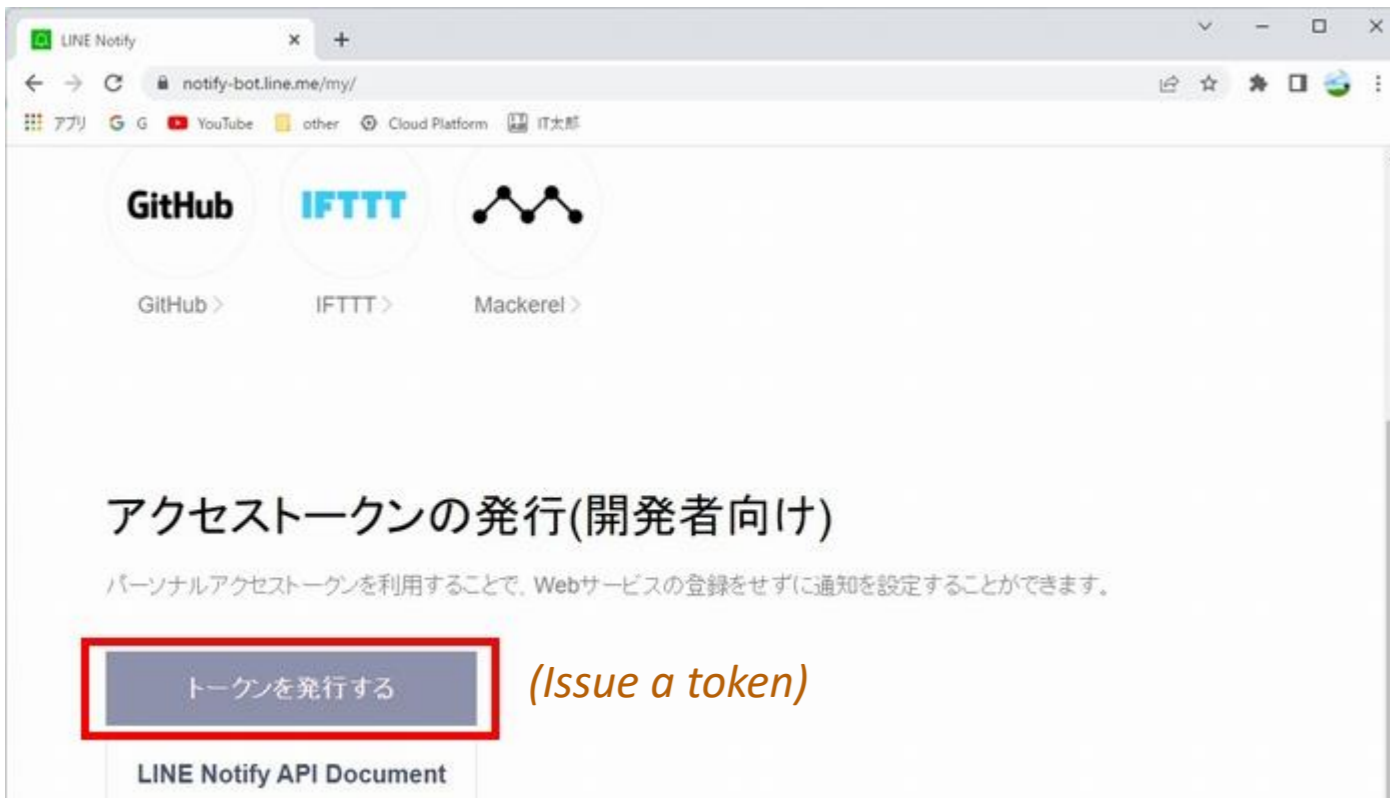 LINE Notify
notify-bot.line.me/my/
アプリ G YouTube other Cloud Platform IT太郎
GitHub IFTTT
GitHub > IFTTT > Mackerel >
アクセストークンの発行(開発者向け)
パーソナルアクセストークンを利用することで、Webサービスの登録をせずに通知を設定することができます。
トークンを発行する (Issue a token)
LINE Notify API Document